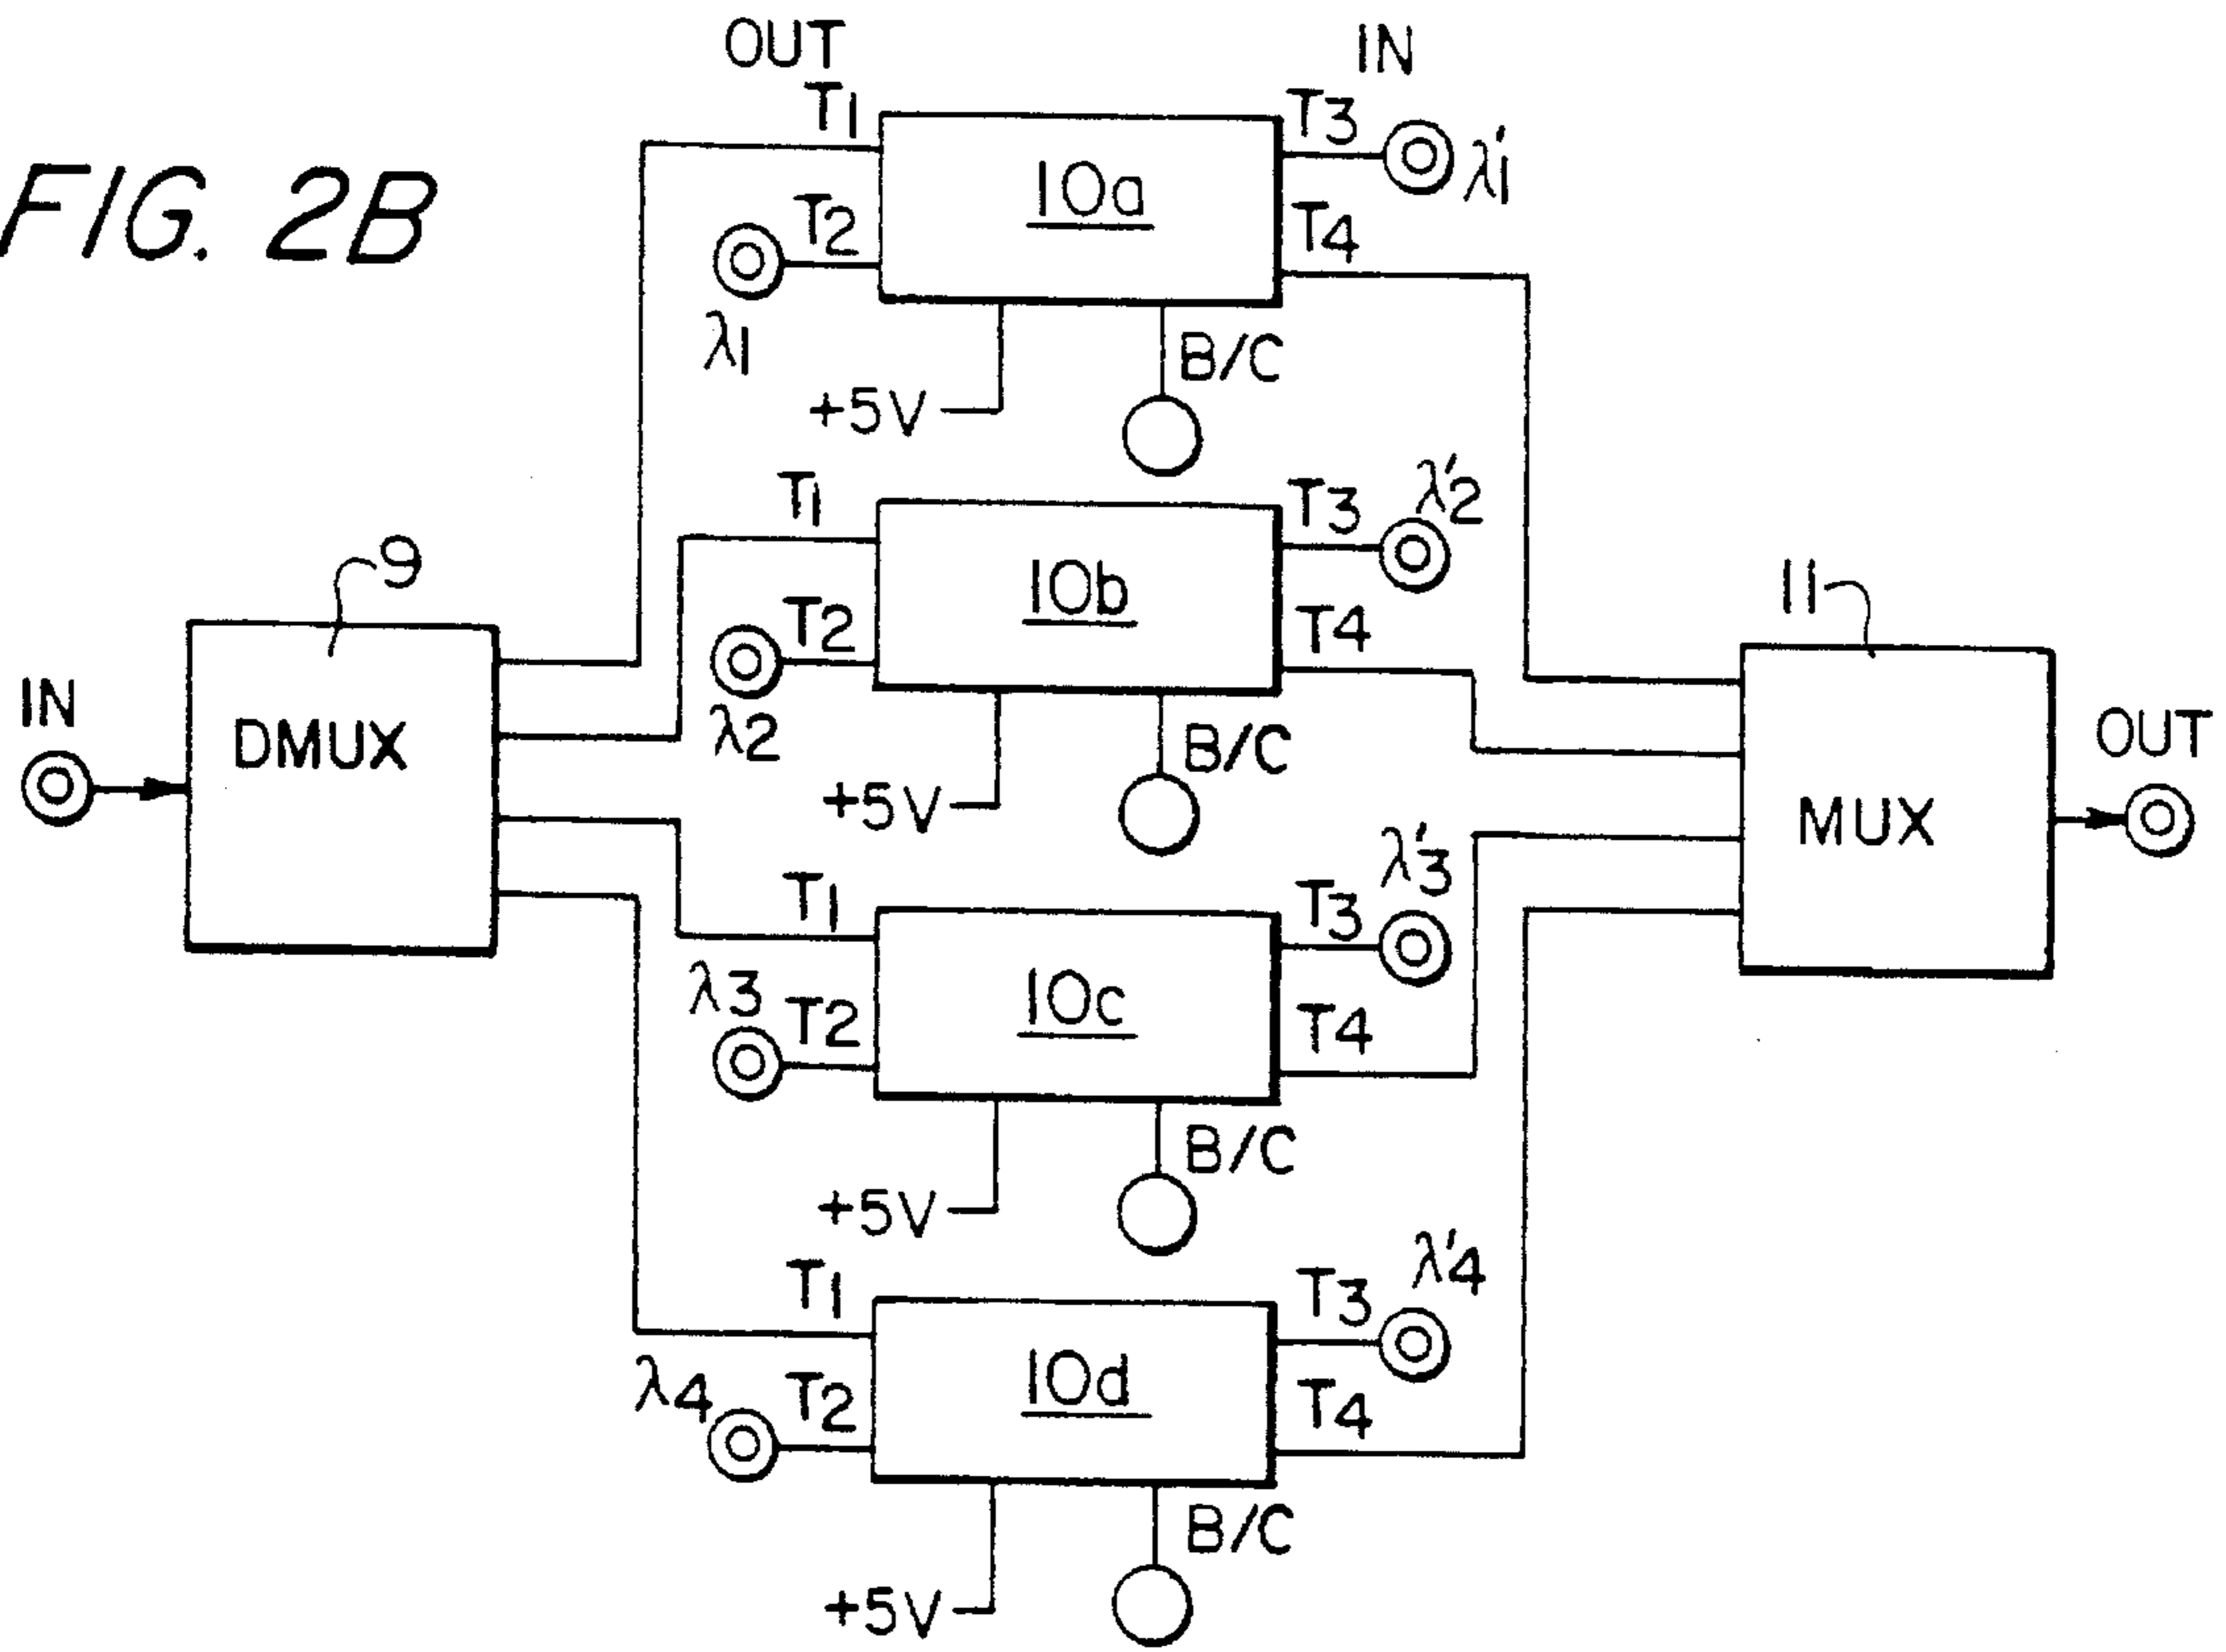 FIG. 2B
OUT
IN
T1
T3
10a
λ'1
T2
T4
λ1
B/C
+5V
T1
T3
λ'2
10b
T2
T4
λ2
B/C
+5V
9
11
IN
DMUX
MUX
OUT
T1
T3
λ'3
10c
λ3
T2
T4
B/C
+5V
T1
T3
λ'4
10d
λ4
T2
T4
B/C
+5V